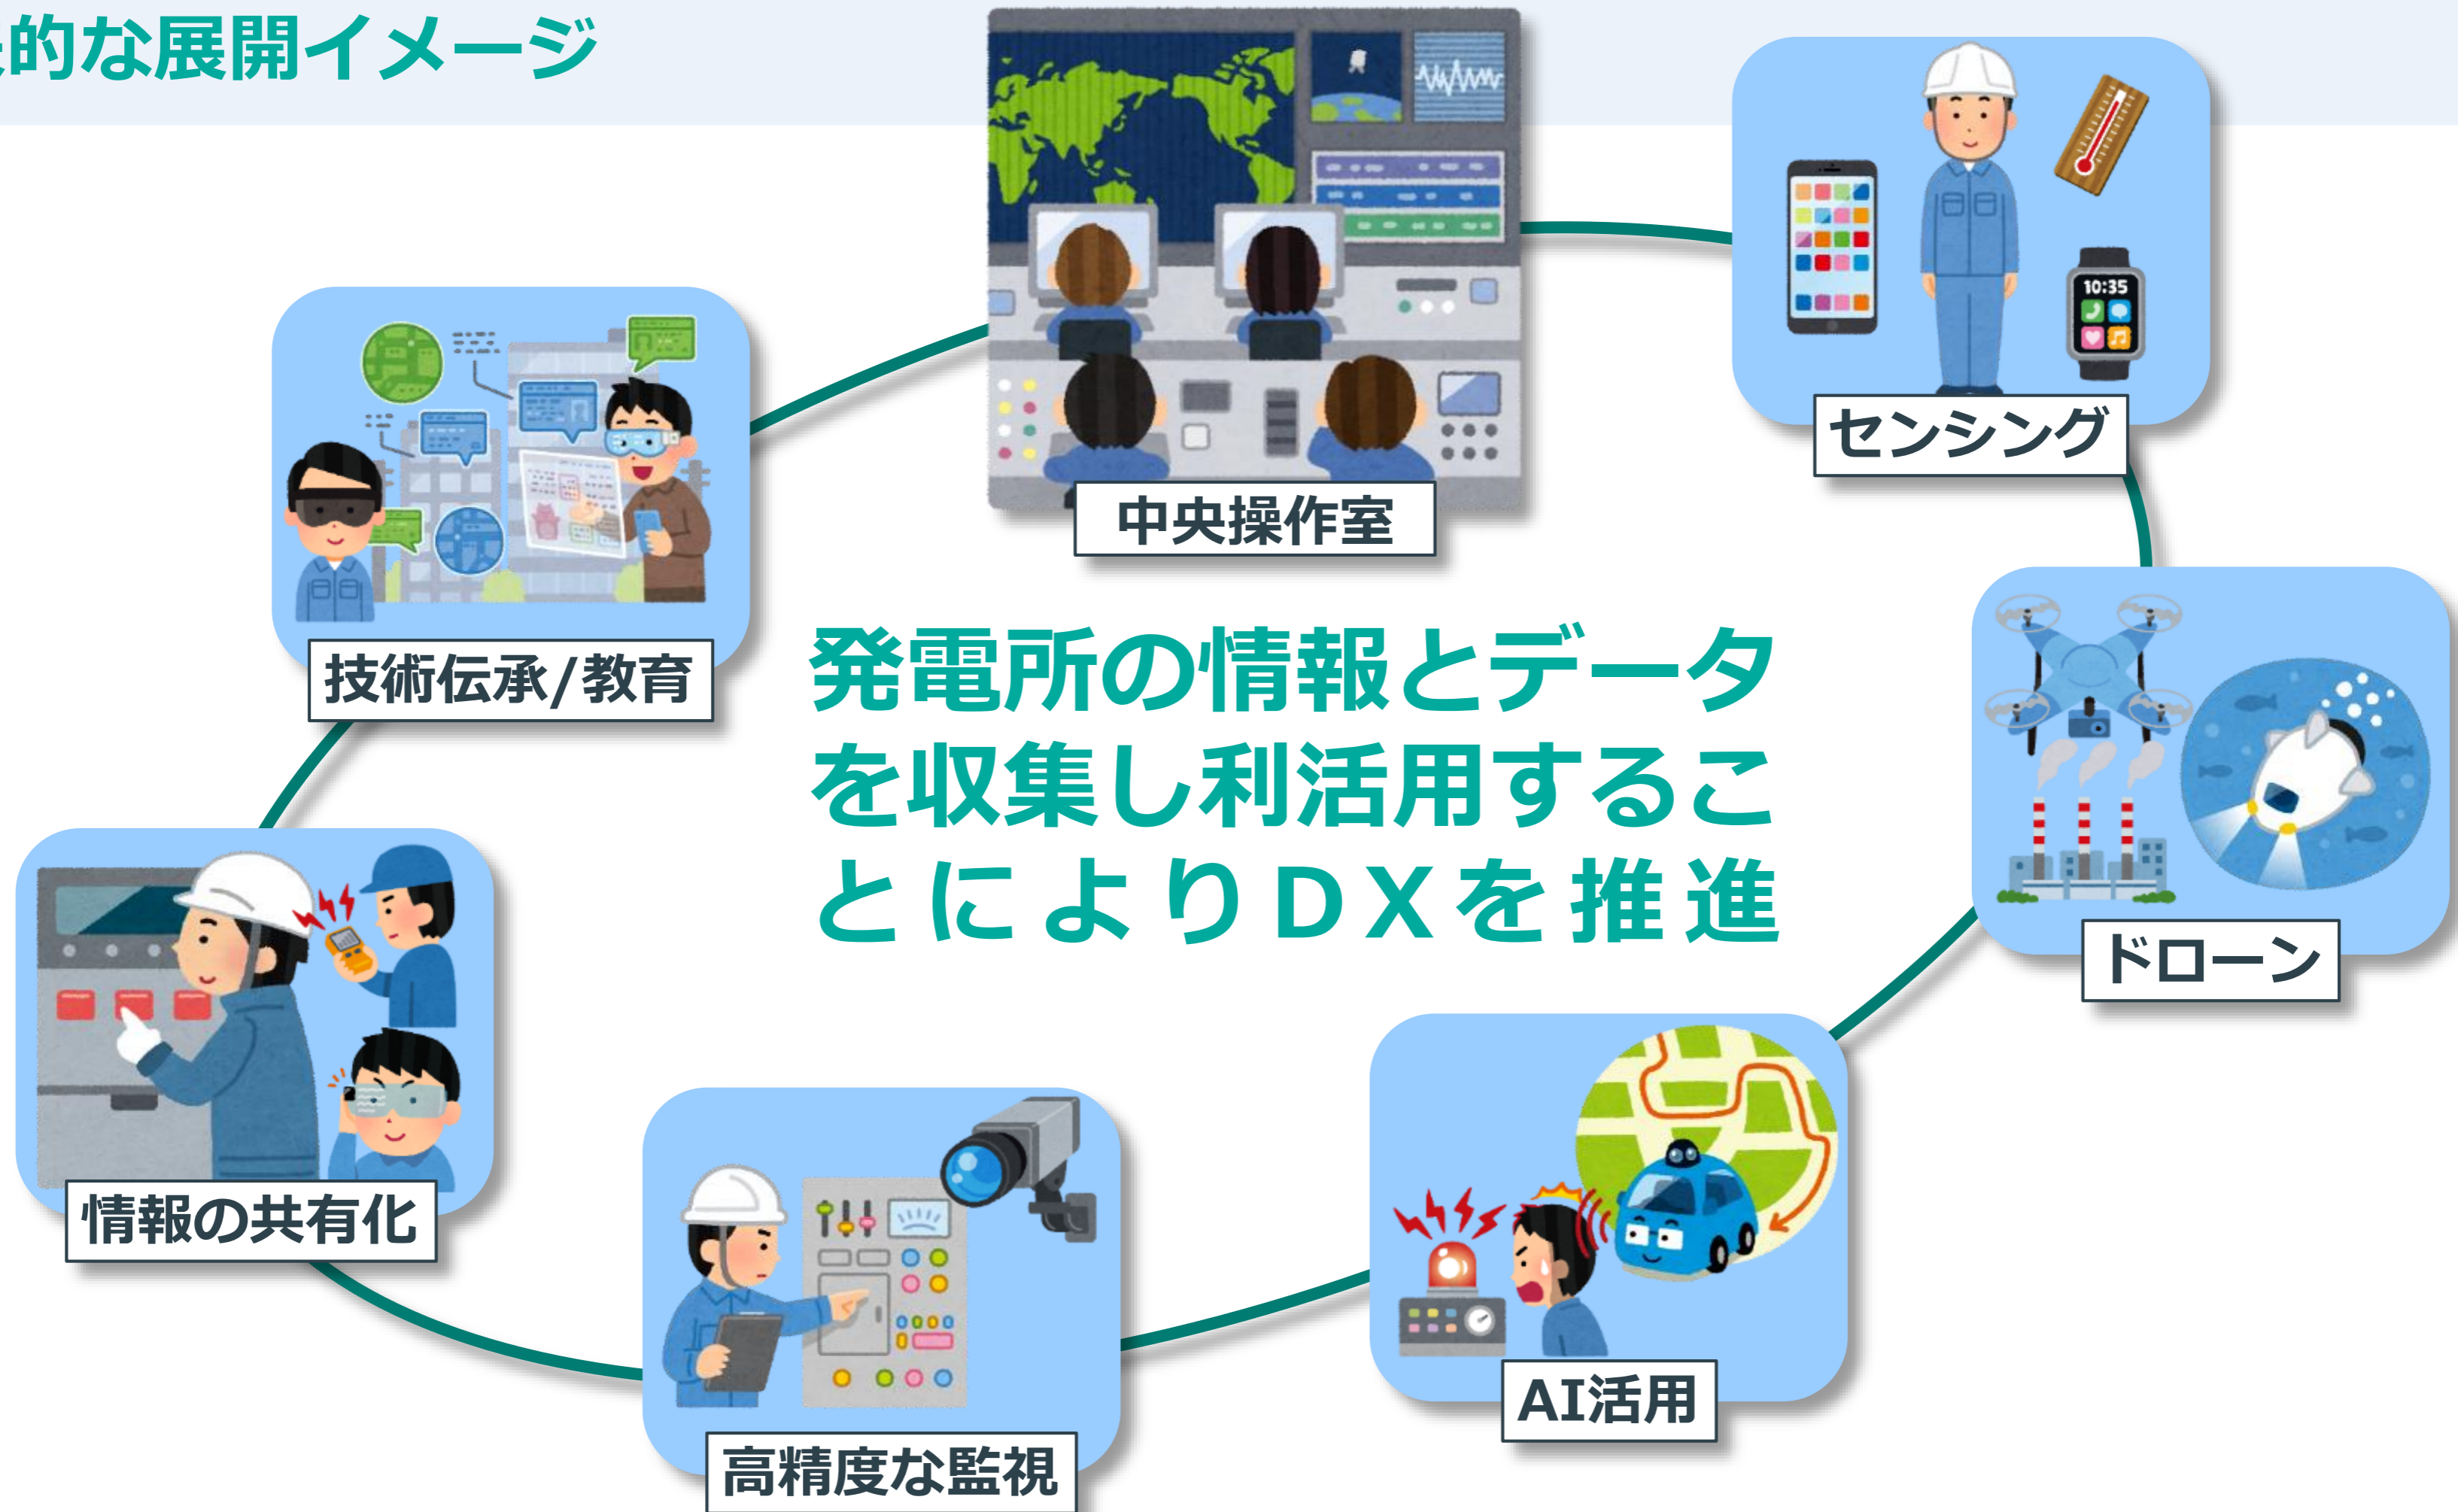 的な展開イメージ
中央操作室
センシング
10:35
技術伝承/教育
発電所の情報とデータ
を収集し利活用するこ
とによりDXを推進
ドローン
情報の共有化
AI活用
高精度な監視